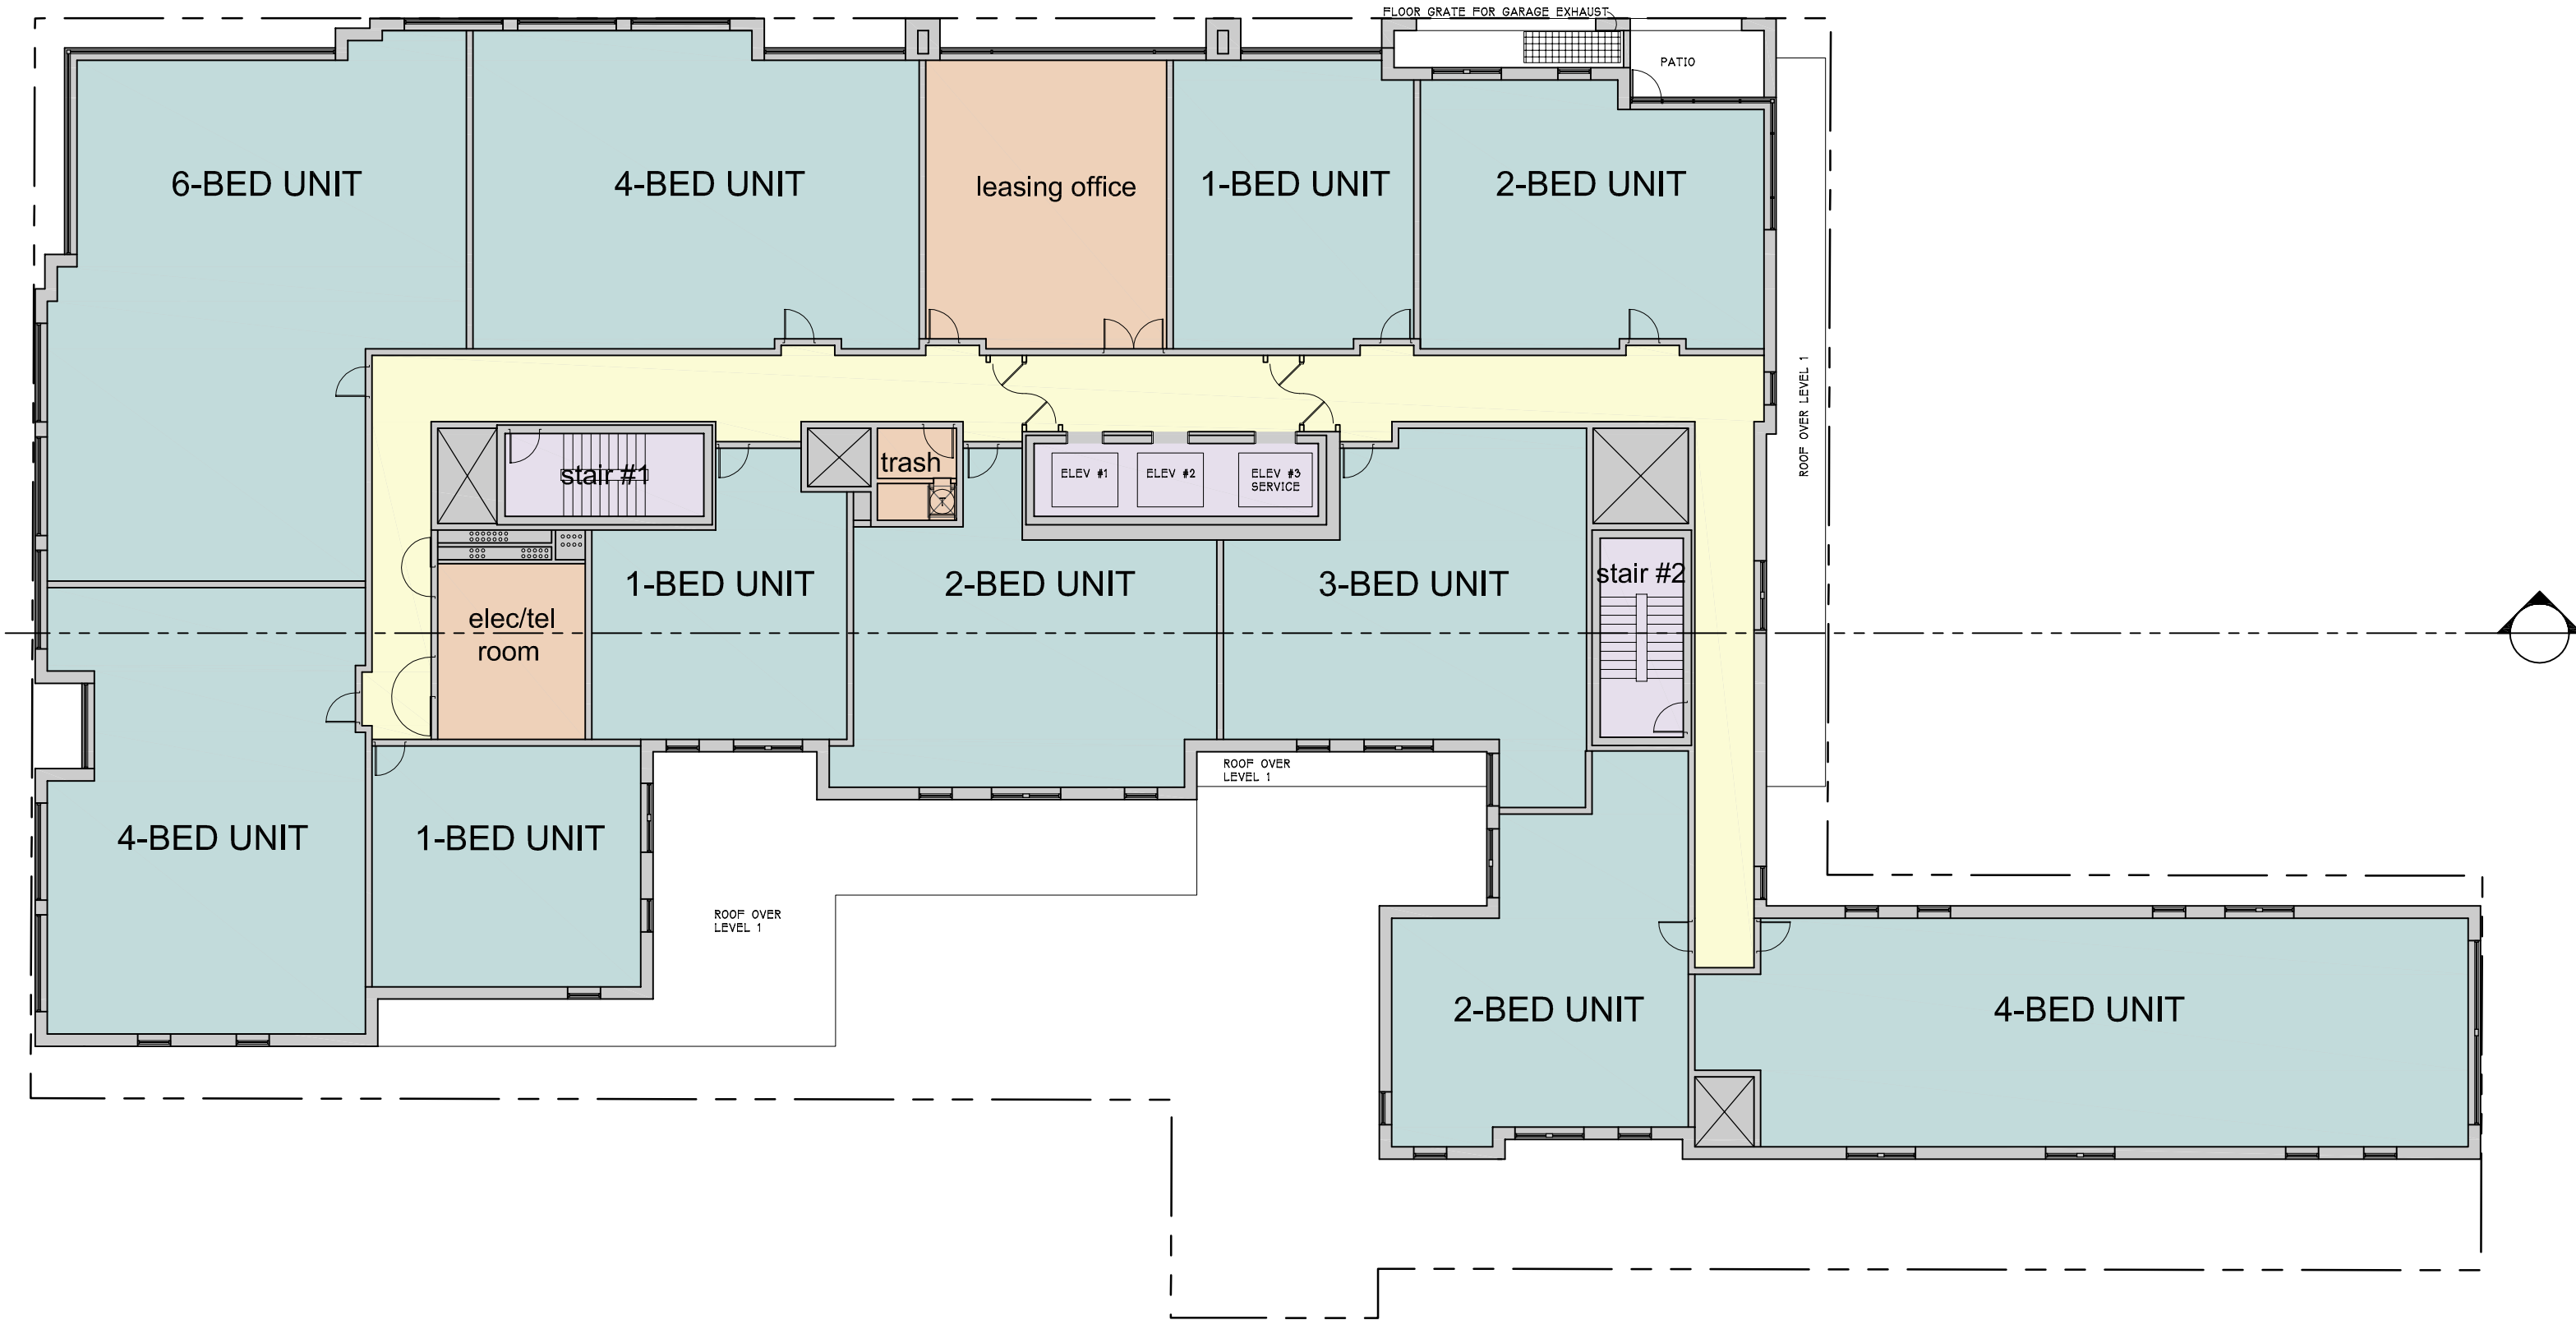 FLOOR GRATE FOR GARAGE EXHAUST
PATIO
6-BED UNIT
4-BED UNIT
leasing office
1-BED UNIT
2-BED UNIT
ROOF OVER LEVEL 1
stair #1
trash
T
ELEV #1
ELEV #2
ELEV #3
SERVICE
elec/tel
room
1-BED UNIT
2-BED UNIT
3-BED UNIT
stair #2
ROOF OVER
LEVEL 1
4-BED UNIT
1-BED UNIT
ROOF OVER
LEVEL 1
2-BED UNIT
4-BED UNIT